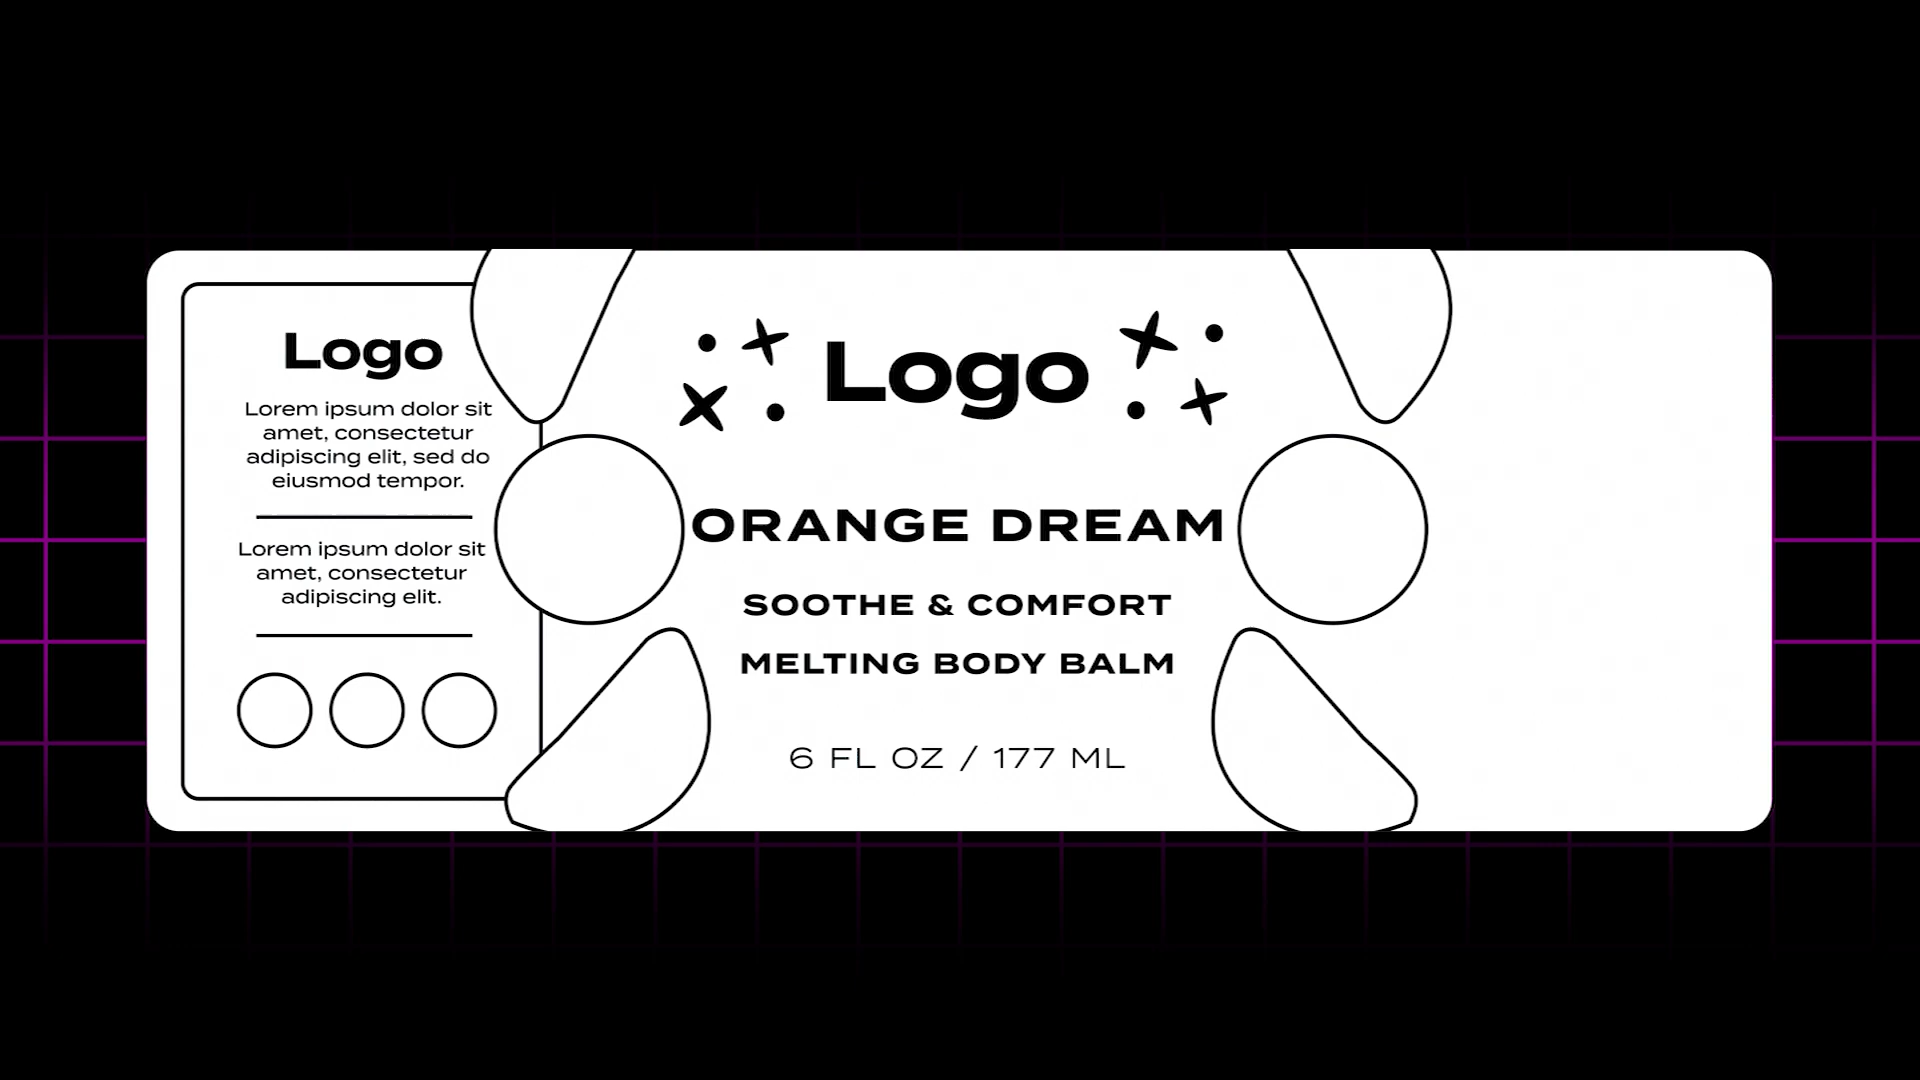 Logo
Lorem ipsum dolor sit
amet, consectetur
adipiscing elit, sed do
eiusmod tempor.
Lorem ipsum dolor sit
amet, consectetur
adipiscing elit.
Logo
ORANGE DREAM
SOOTHE & COMFORT
MELTING BODY BALM
6 FL OZ / 177 ML